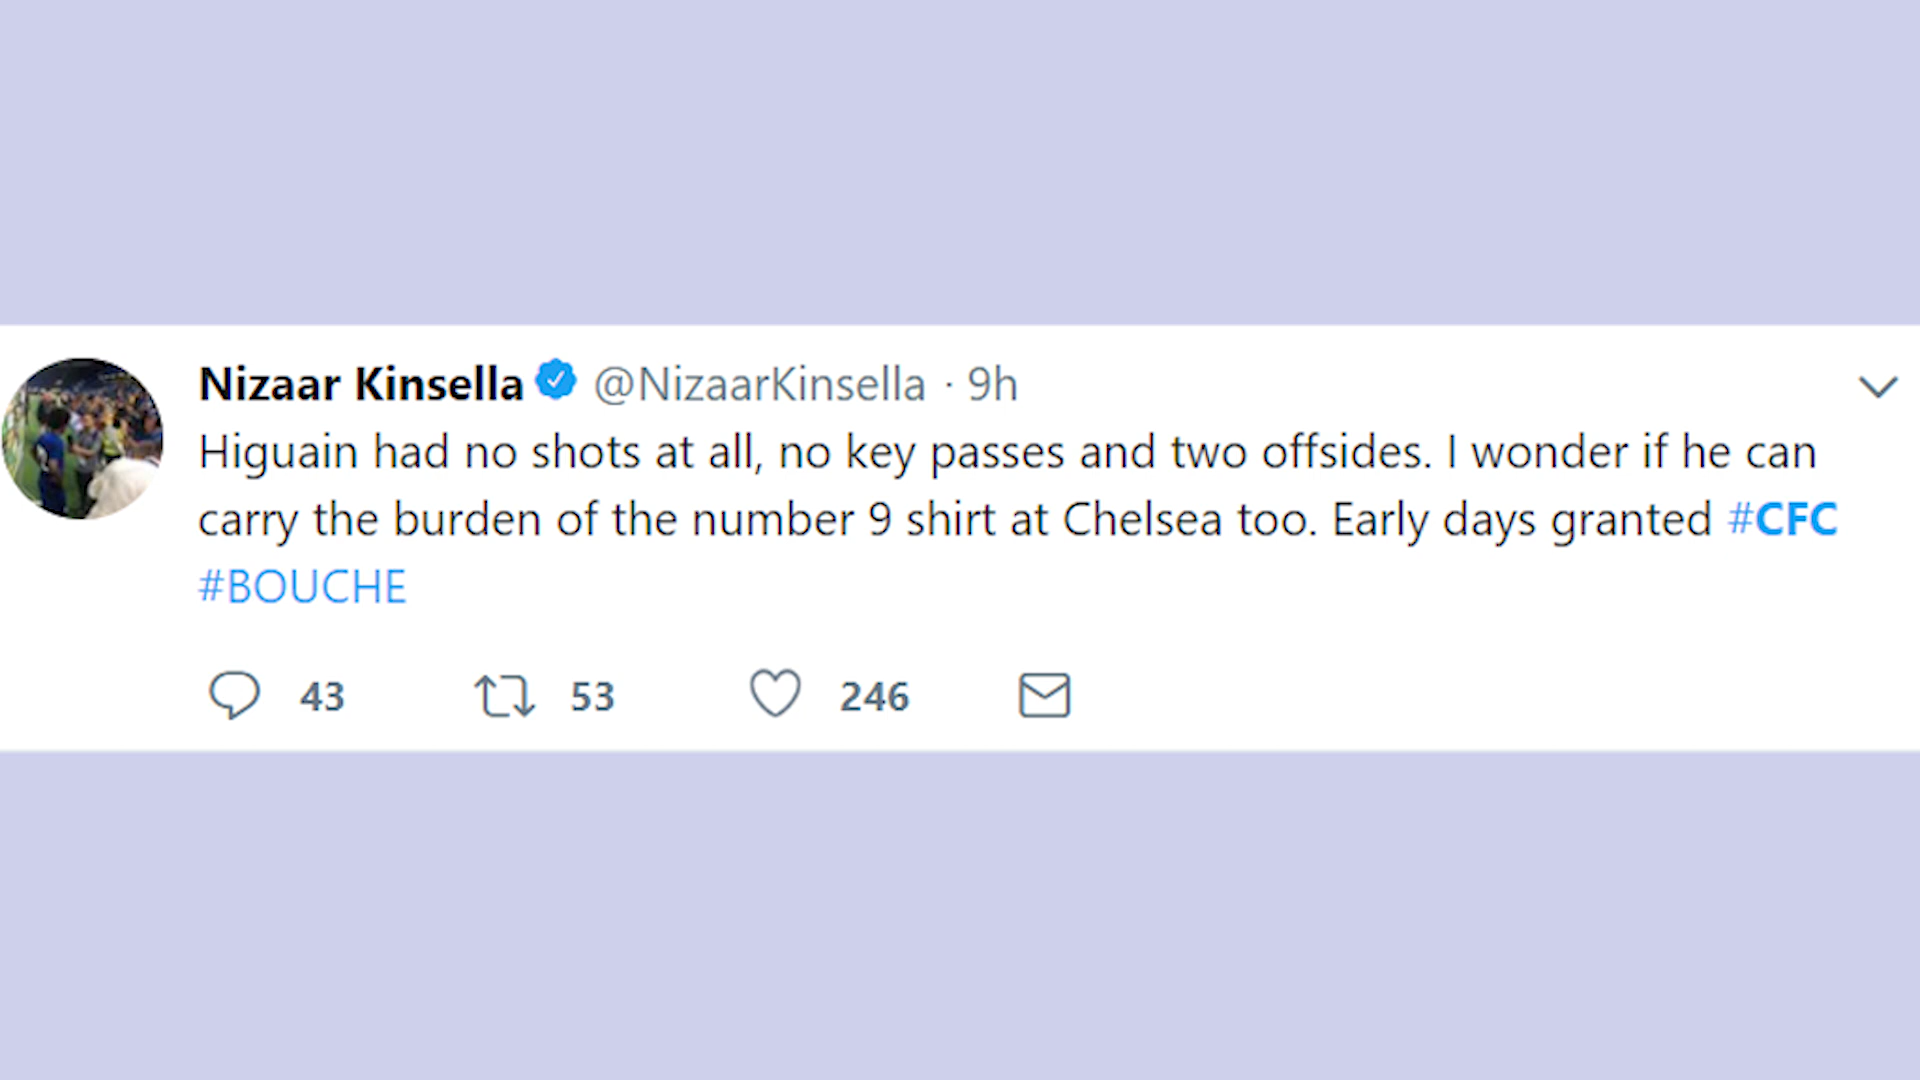 Nizaar Kinsella @NizaarKinsella · 9h
Higuain had no shots at all, no key passes and two offsides. I wonder if he can
carry the burden of the number 9 shirt at Chelsea too. Early days granted #CFC
#BOUCHE
43 53 246